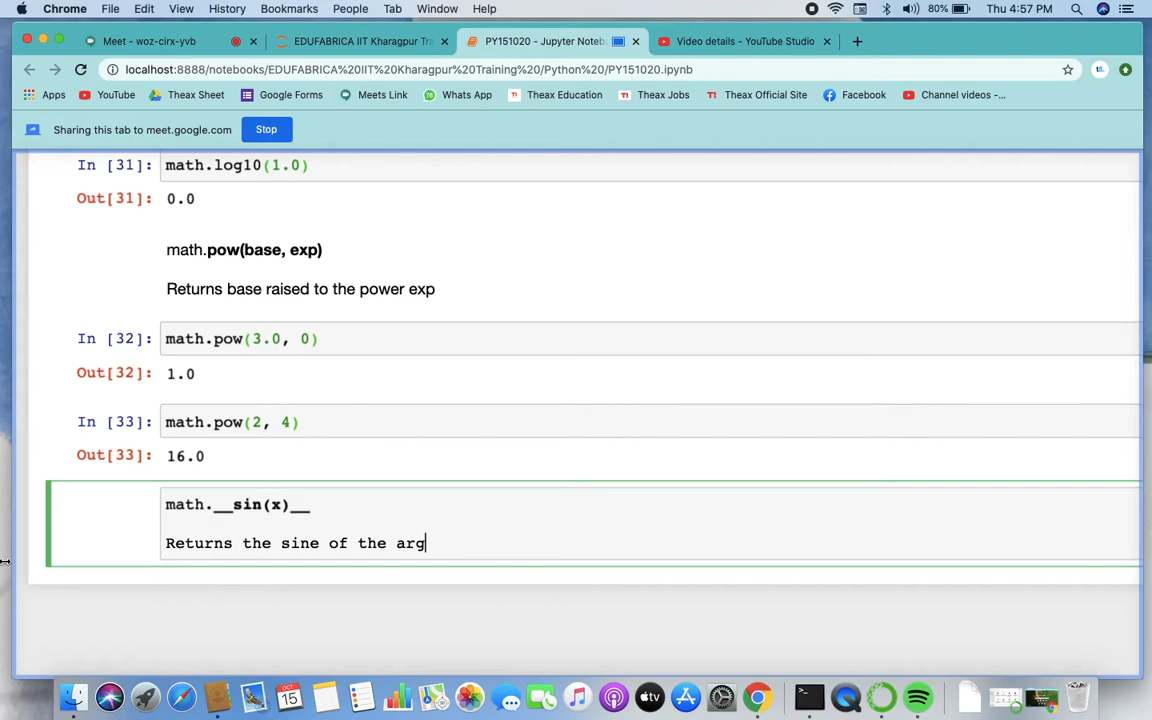 Chrome File Edit View History Bookmarks People Tab Window Help 80% Thu 4:57 PM
Meet - woz-cirx-yvb EDUFABRICA IIT Kharagpur Tra PY151020 - Jupyter Noteb Video details - YouTube Studio
localhost:8888/notebooks/EDUFABRICA%20IIT%20Kharagpur%20Training%20/Python%20/PY151020.ipynb
Apps YouTube Theax Sheet Google Forms Meets Link Whats App Theax Education Theax Jobs Theax Official Site Facebook Channel videos -...
Sharing this tab to meet.google.com Stop
In [31]: math.log10(1.0)
Out[31]: 0.0
math.pow(base, exp)
Returns base raised to the power exp
In [32]: math.pow(3.0, 0)
Out[32]: 1.0
In [33]: math.pow(2, 4)
Out[33]: 16.0
math.__sin(x)__
Returns the sine of the arg